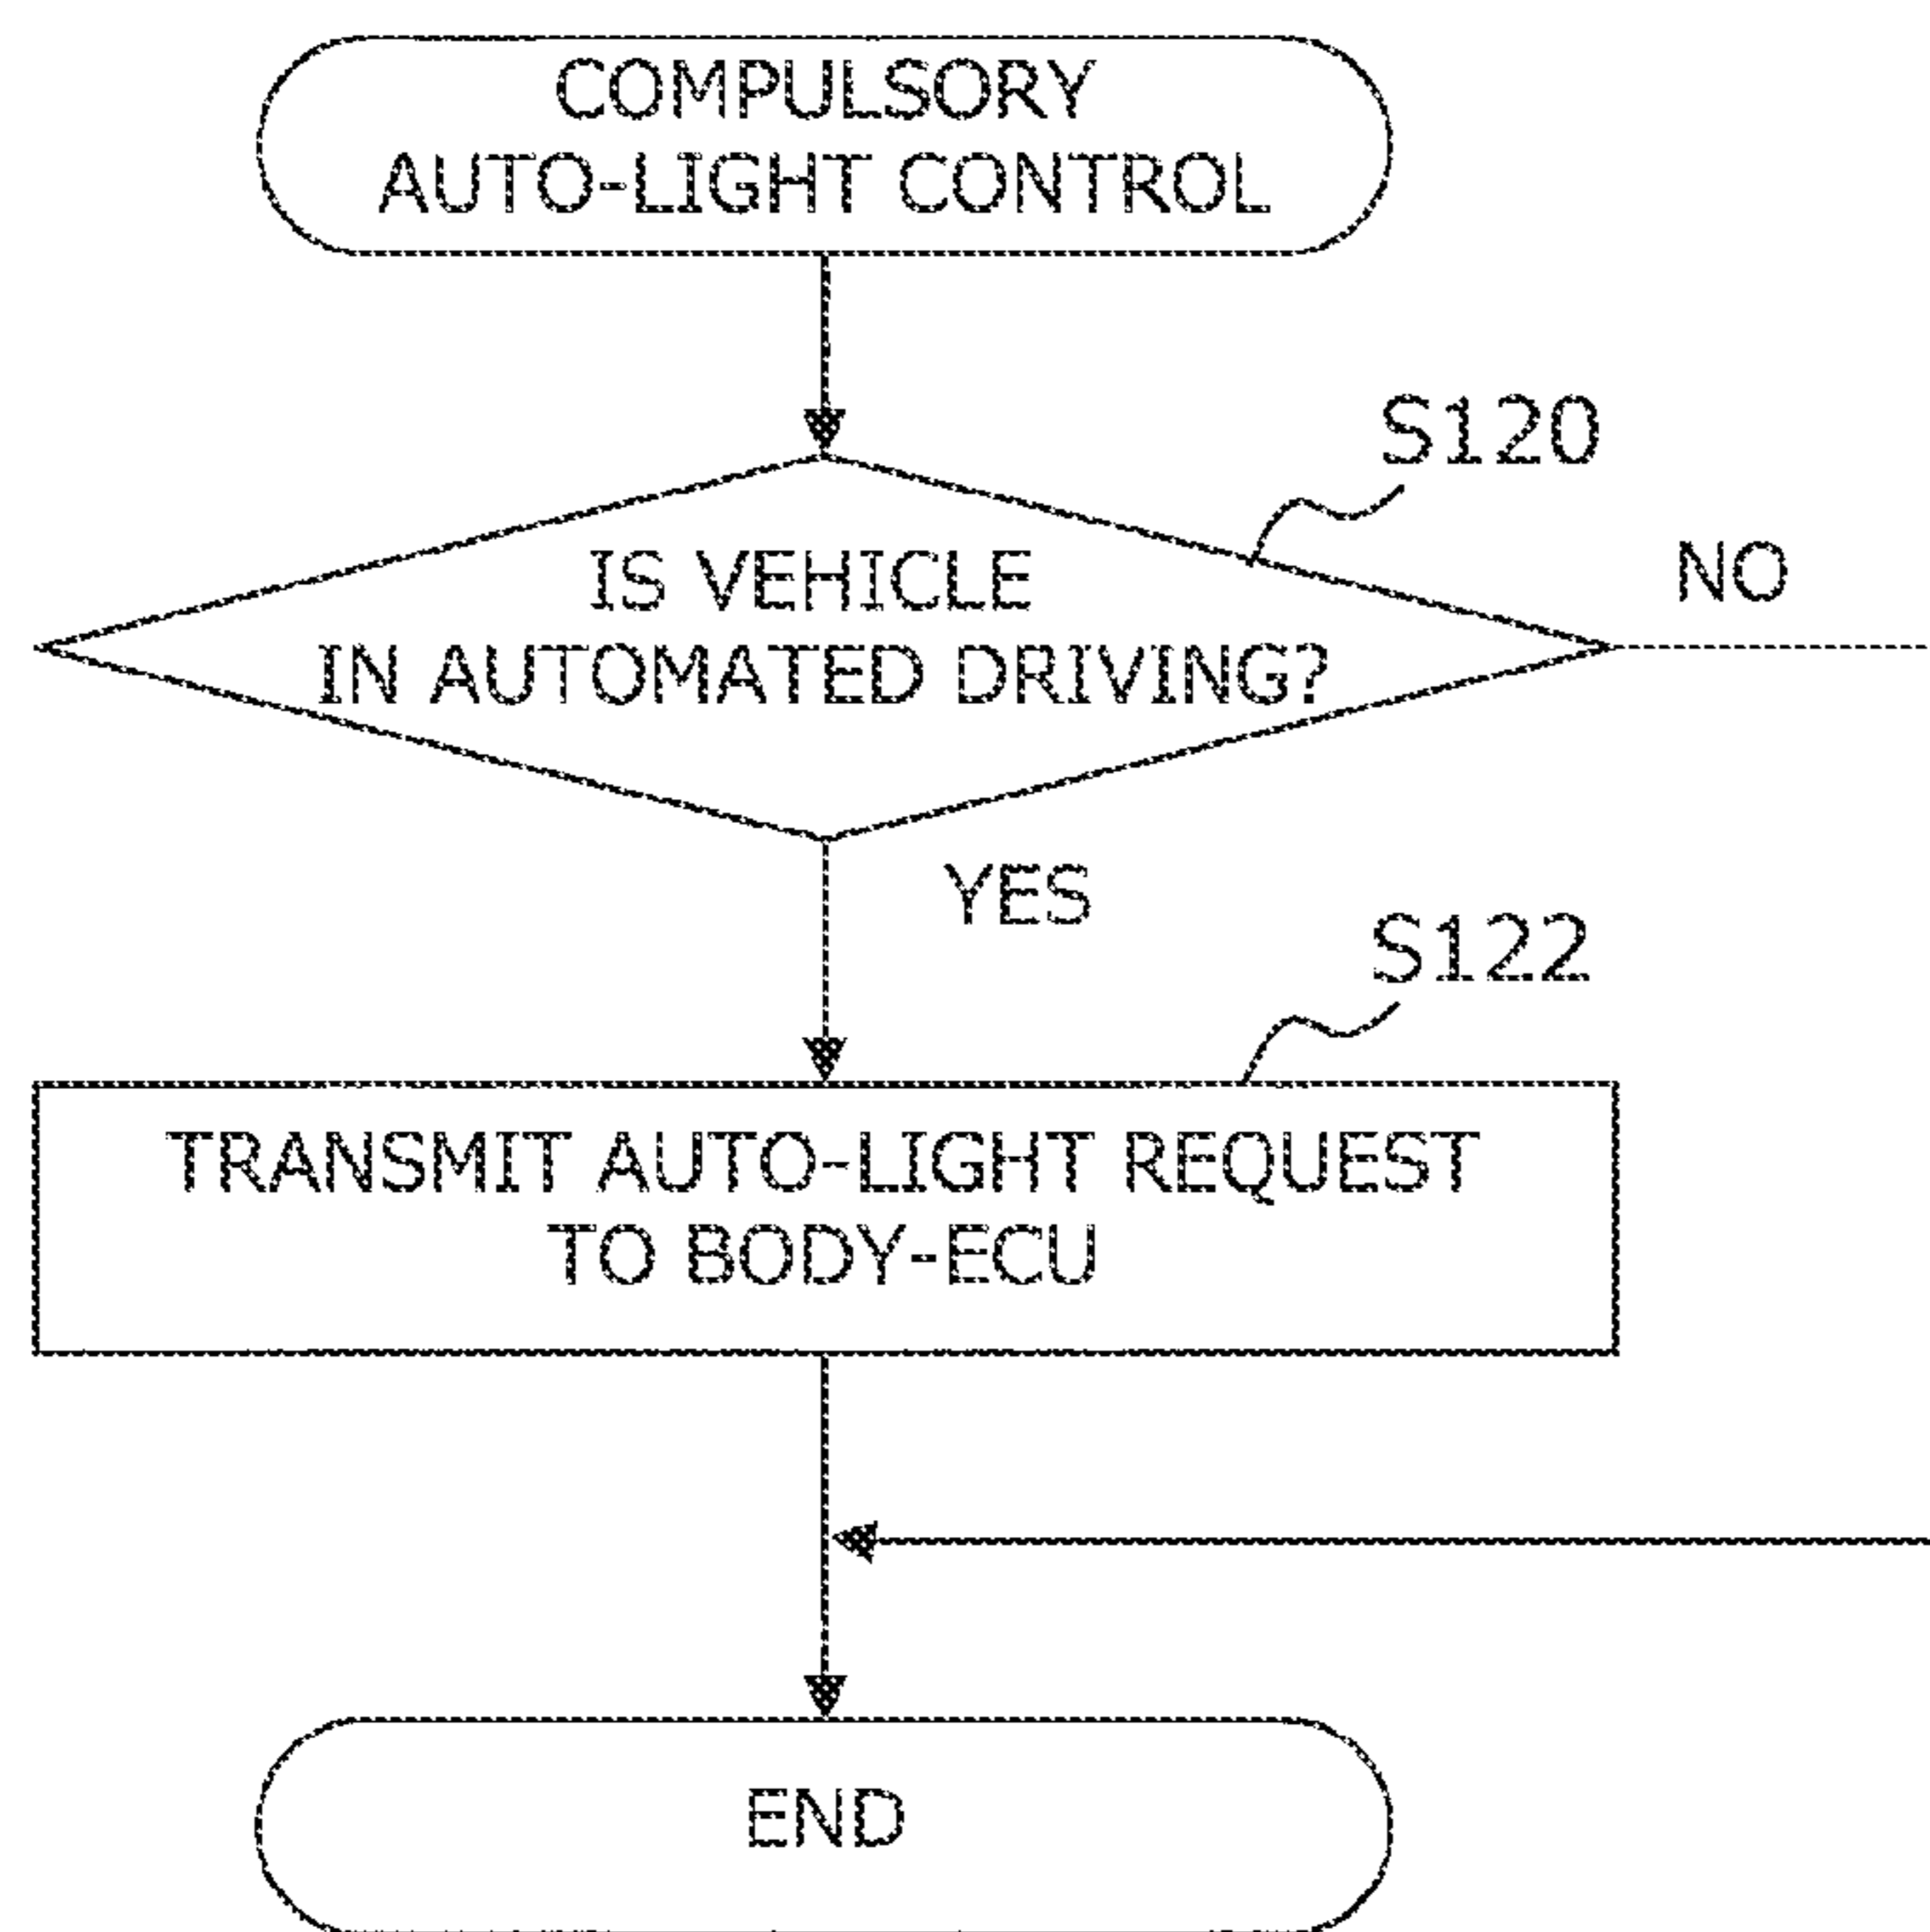 COMPULSORY
AUTO-LIGHT CONTROL
S120
IS VEHICLE
IN AUTOMATED DRIVING?
NO
YES
S122
TRANSMIT AUTO-LIGHT REQUEST
TO BODY-ECU
END